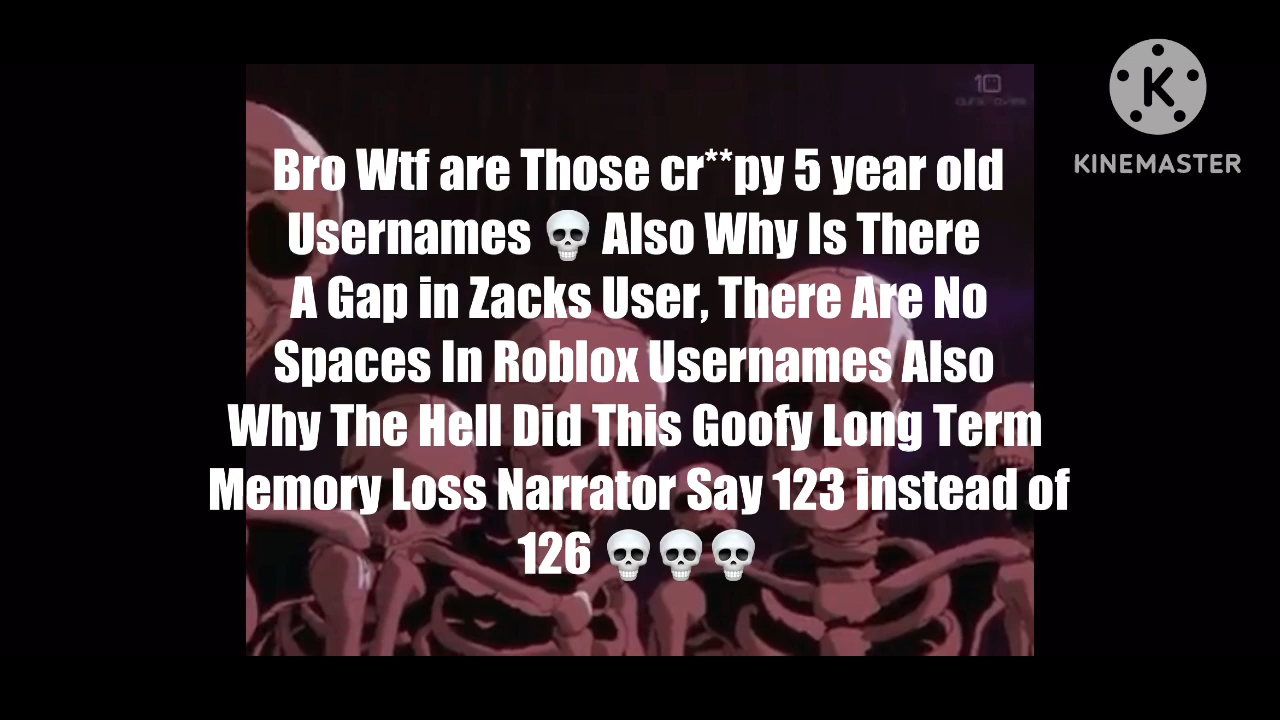 Bro Wtf are Those cr**py 5 year old
Usernames 💀 Also Why Is There
A Gap in Zacks User, There Are No
Spaces In Roblox Usernames Also
Why The Hell Did This Goofy Long Term
Memory Loss Narrator Say 123 instead of
126 💀💀💀
K
KINEMASTER
10